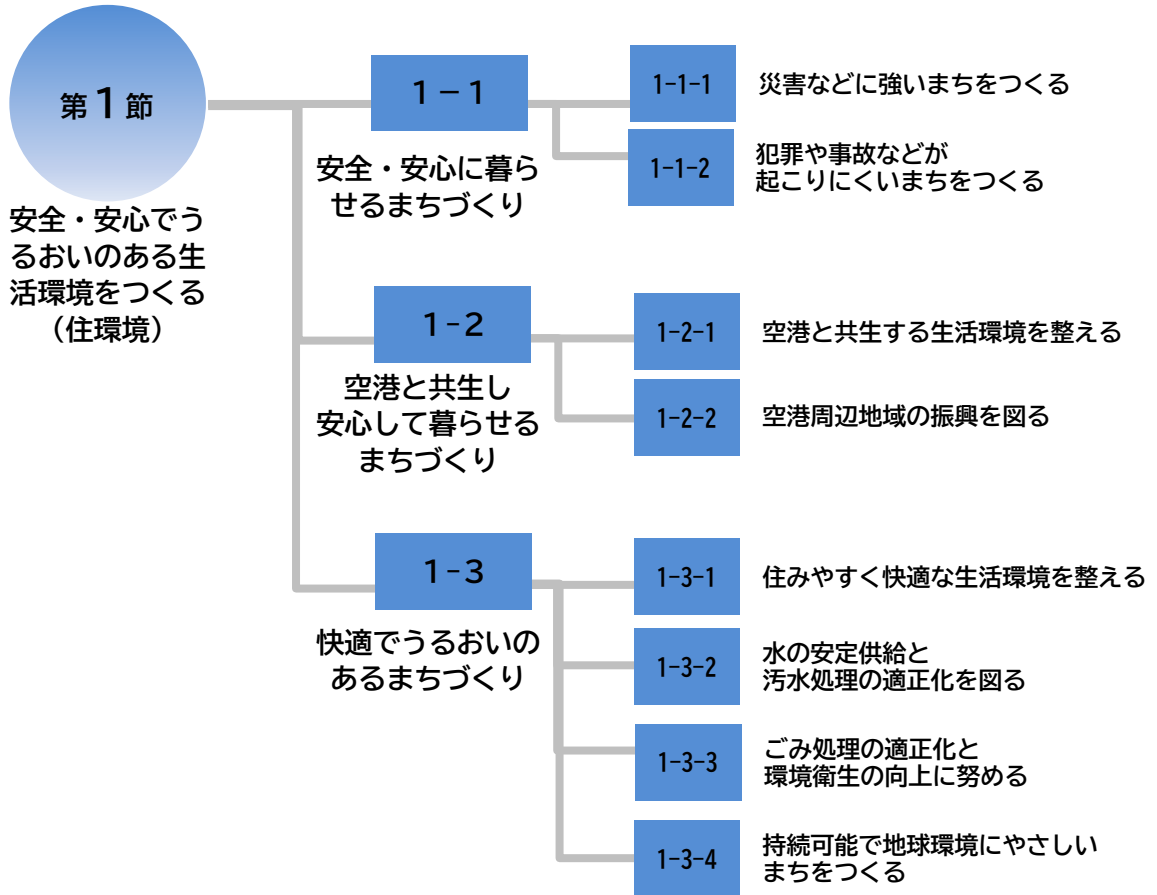 第1節
安全・安心でう
るおいのある生
活環境をつくる
（住環境）
1－1
安全・安心に暮ら
せるまちづくり
1-1-1
災害などに強いまちをつくる
1-1-2
犯罪や事故などが
起こりにくいまちをつくる
1-2
空港と共生し
安心して暮らせる
まちづくり
1-2-1
空港と共生する生活環境を整える
1-2-2
空港周辺地域の振興を図る
1-3
快適でうるおいの
あるまちづくり
1-3-1
住みやすく快適な生活環境を整える
1-3-2
水の安定供給と
汚水処理の適正化を図る
1-3-3
ごみ処理の適正化と
環境衛生の向上に努める
1-3-4
持続可能で地球環境にやさしい
まちをつくる